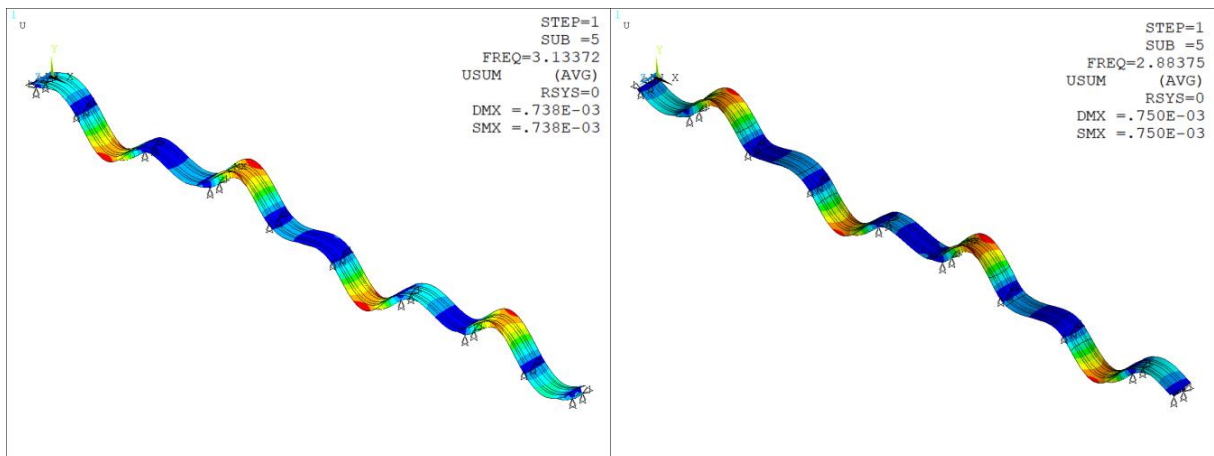 1
U
STEP=1
SUB =5
FREQ=3.13372
USUM (AVG)
RSYS=0
DMX =.738E-03
SMX =.738E-03
Y
X
MX
1
U
STEP=1
SUB =5
FREQ=2.88375
USUM (AVG)
RSYS=0
DMX =.750E-03
SMX =.750E-03
Y
X